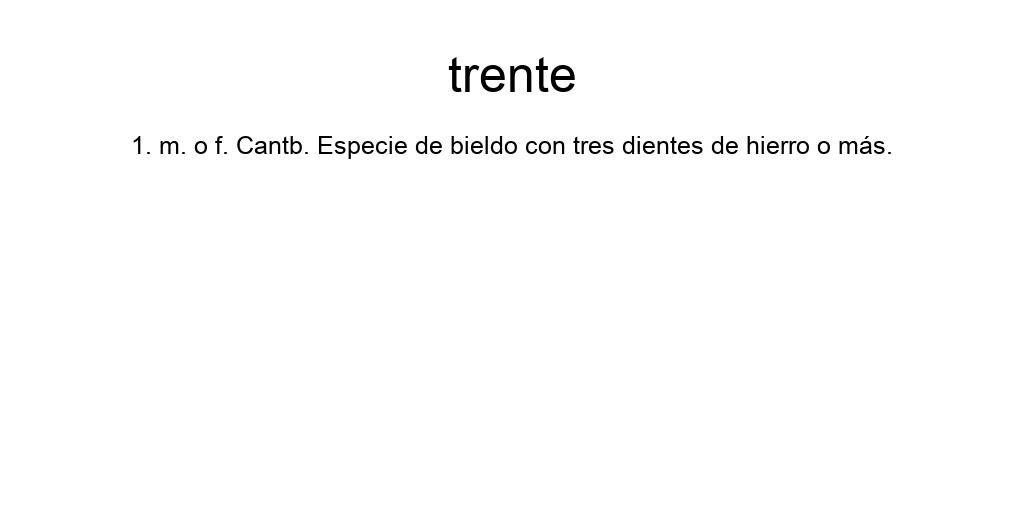 trente
1. m. o f. Cantb. Especie de bieldo con tres dientes de hierro o más.